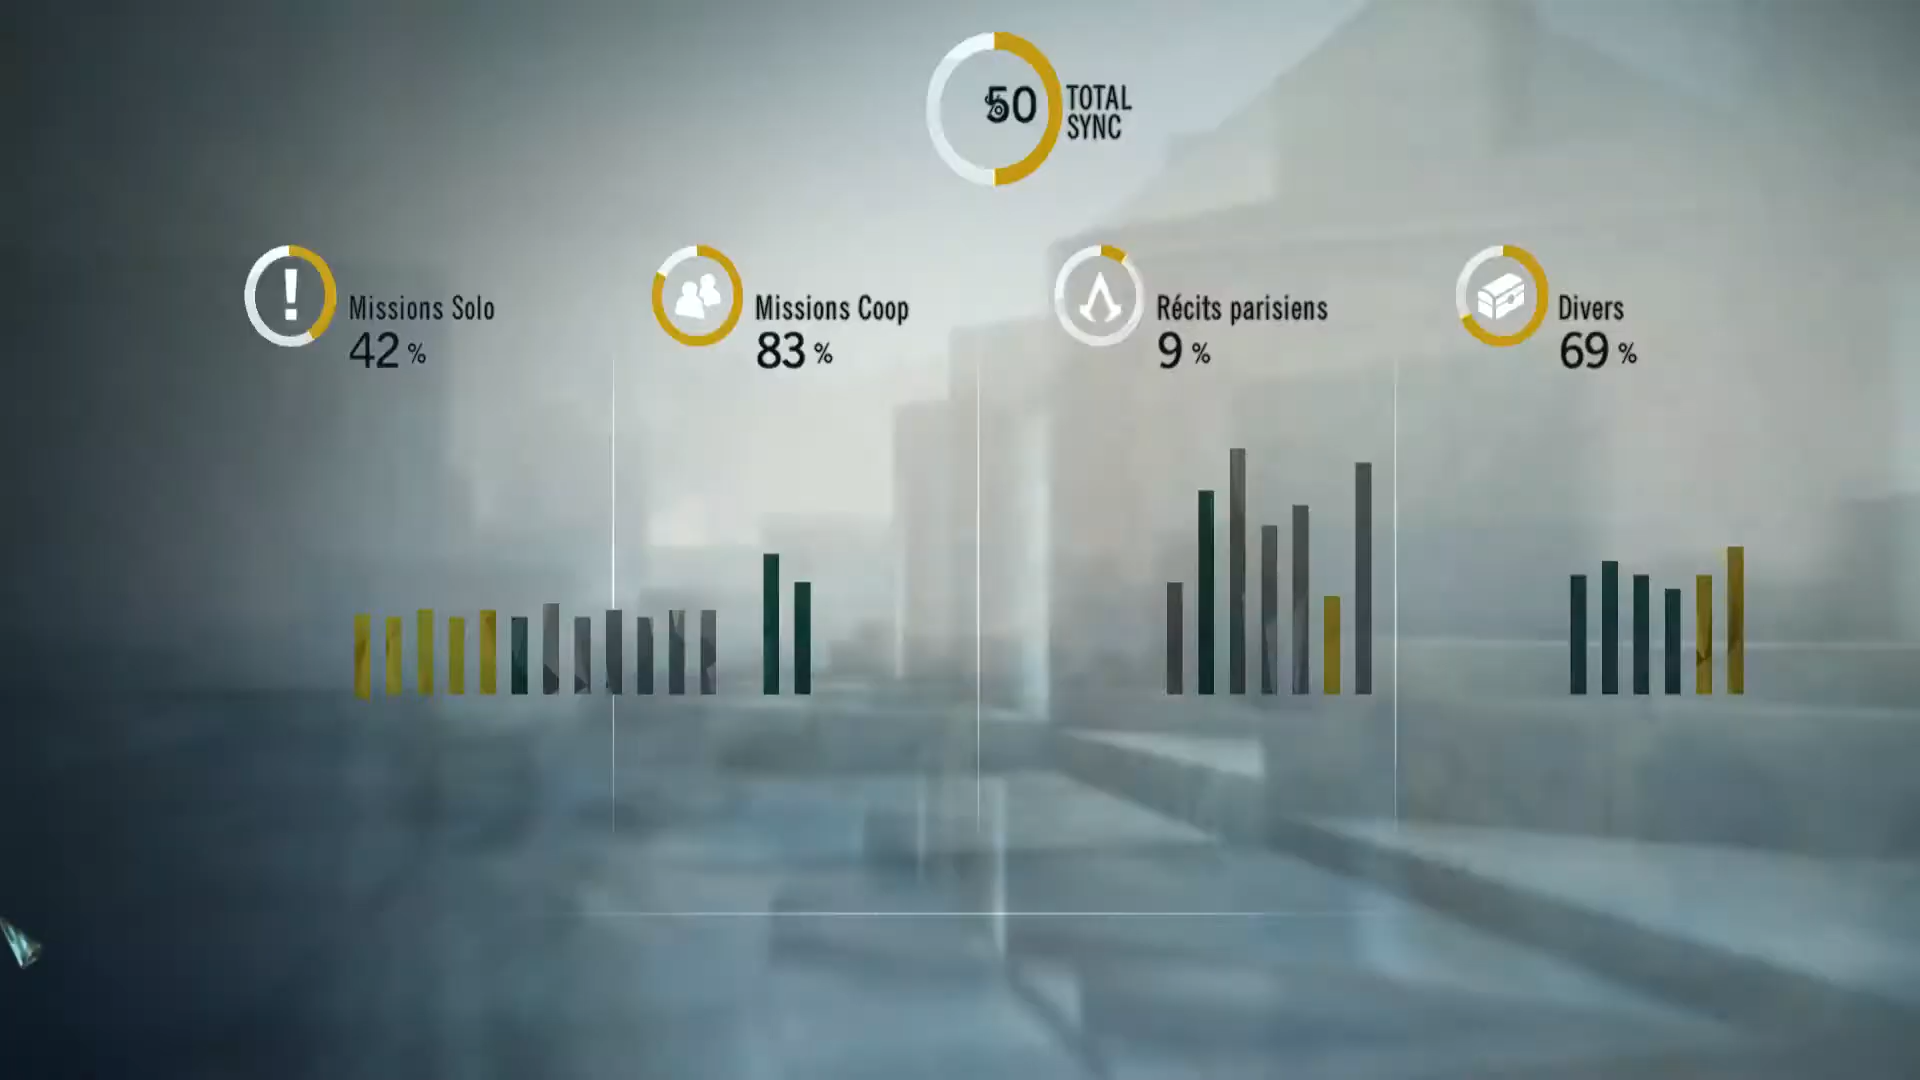 50 %
TOTAL
SYNC
Missions Solo
42 %
Missions Coop
83 %
Récits parisiens
9 %
Divers
69 %